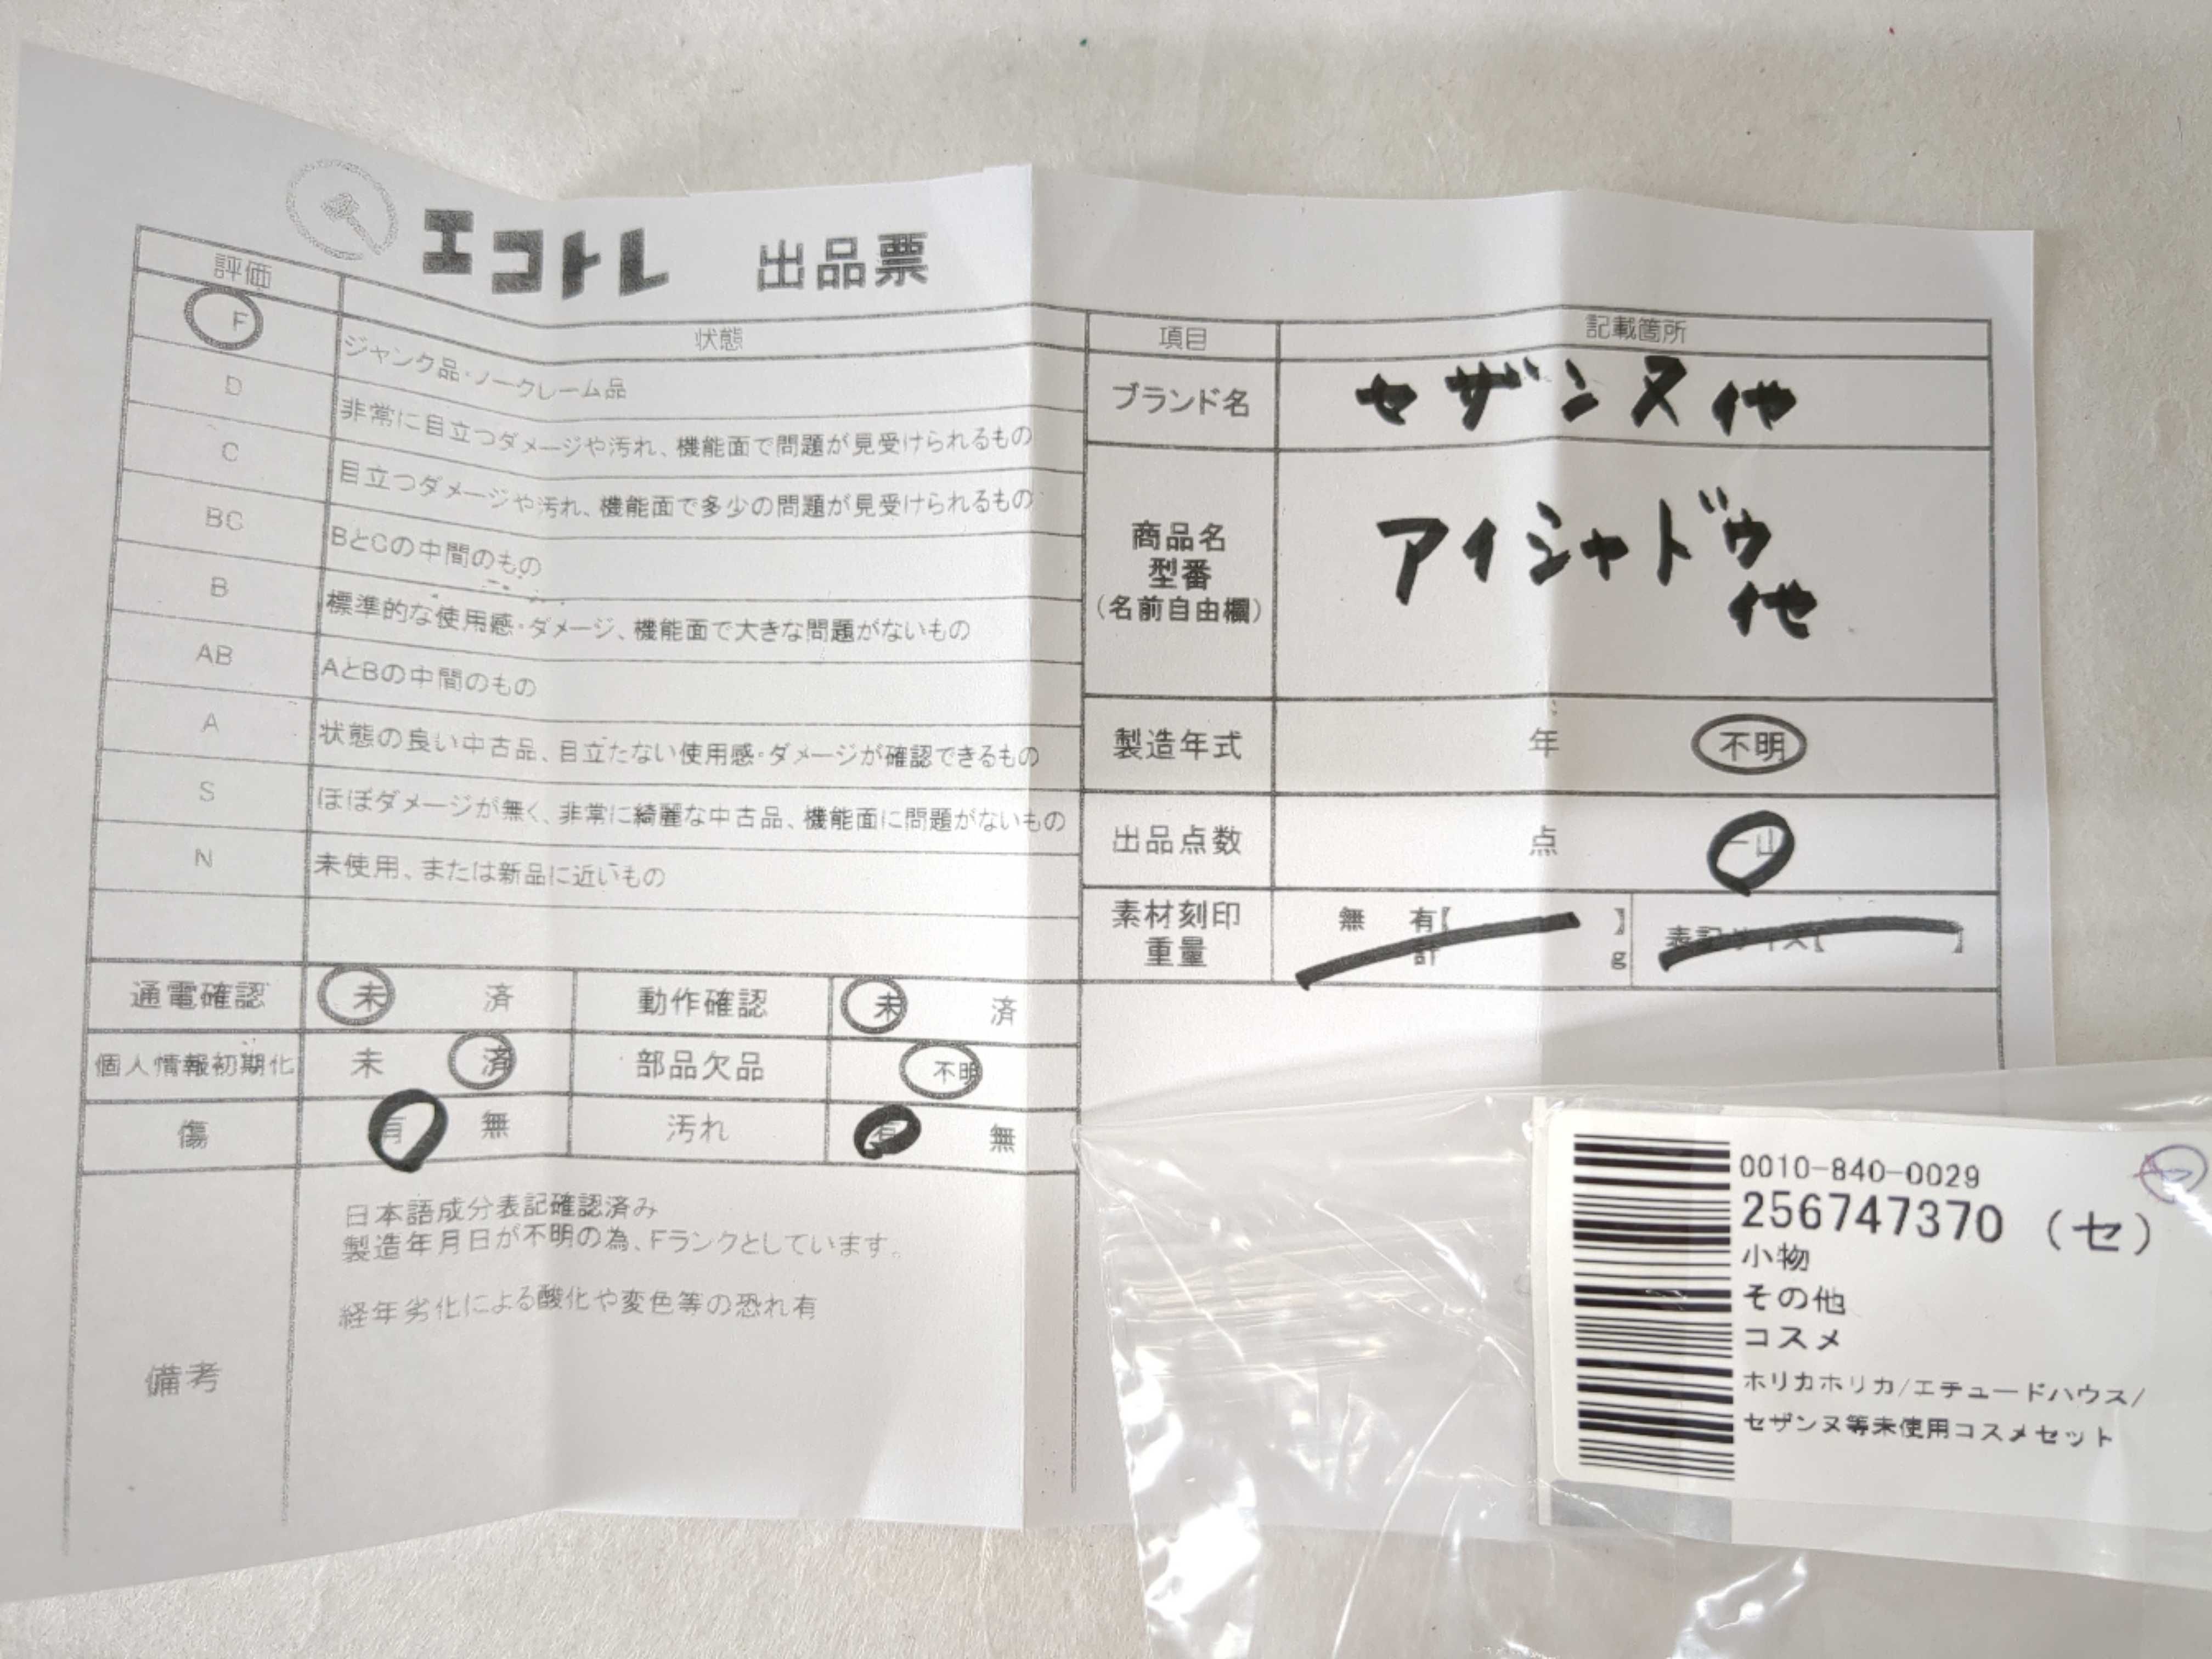 エコトレ 出品票
評価 状態
F ジャンク品・ノークレーム品
D 非常に目立つダメージや汚れ、機能面で問題が見受けられるもの
C 目立つダメージや汚れ、機能面で多少の問題が見受けられるもの
BC BとCの中間のもの
B 標準的な使用感・ダメージ、機能面で大きな問題がないもの
AB AとBの中間のもの
A 状態の良い中古品、目立たない使用感・ダメージが確認できるもの
S ほぼダメージが無く、非常に綺麗な中古品、機能面に問題がないもの
N 未使用、または新品に近いもの
通電確認 未 済 動作確認 未 済
個人情報初期化 未 済 部品欠品 不明
傷 有 無 汚れ 有 無
備考
日本語成分表記確認済み
製造年月日が不明の為、Fランクとしています。
経年劣化による酸化や変色等の恐れ有
項目 記載箇所
ブランド名 セザンヌ他
商品名
型番
(名前自由欄)
アイシャドウ
他
製造年式 年 不明
出品点数 点 一山
素材刻印
重量
無 有【 】
計 g
表記サイズ【 】
0010-840-0029
256747370 (セ)
小物
その他
コスメ
ホリカホリカ/エチュードハウス/
セザンヌ等未使用コスメセット